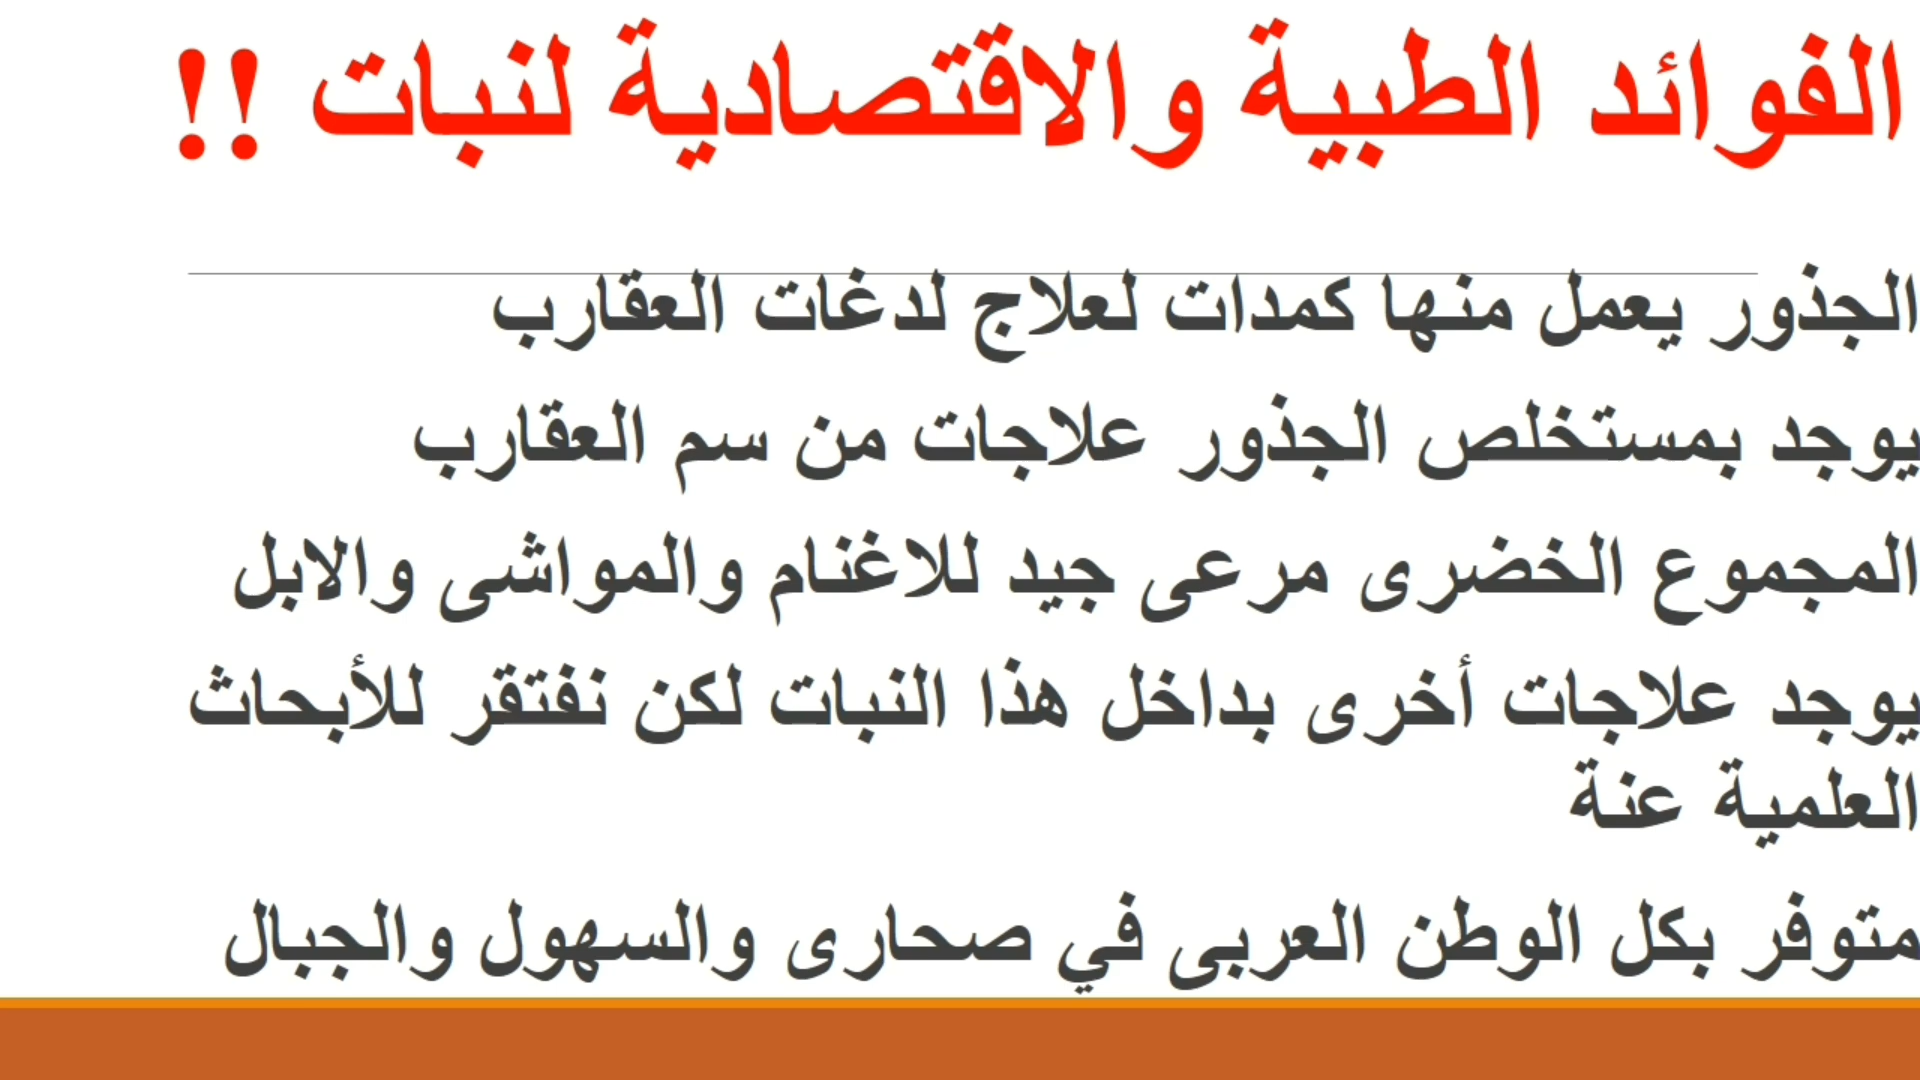 الفوائد الطبية والاقتصادية لنبات !!
الجذور يعمل منها كمدات لعلاج لدغات العقارب
يوجد بمستخلص الجذور علاجات من سم العقارب
المجموع الخضرى مرعى جيد للاغنام والمواشى والابل
يوجد علاجات أخرى بداخل هذا النبات لكن نفتقر للأبحاث
العلمية عنة
متوفر بكل الوطن العربى في صحارى والسهول والجبال